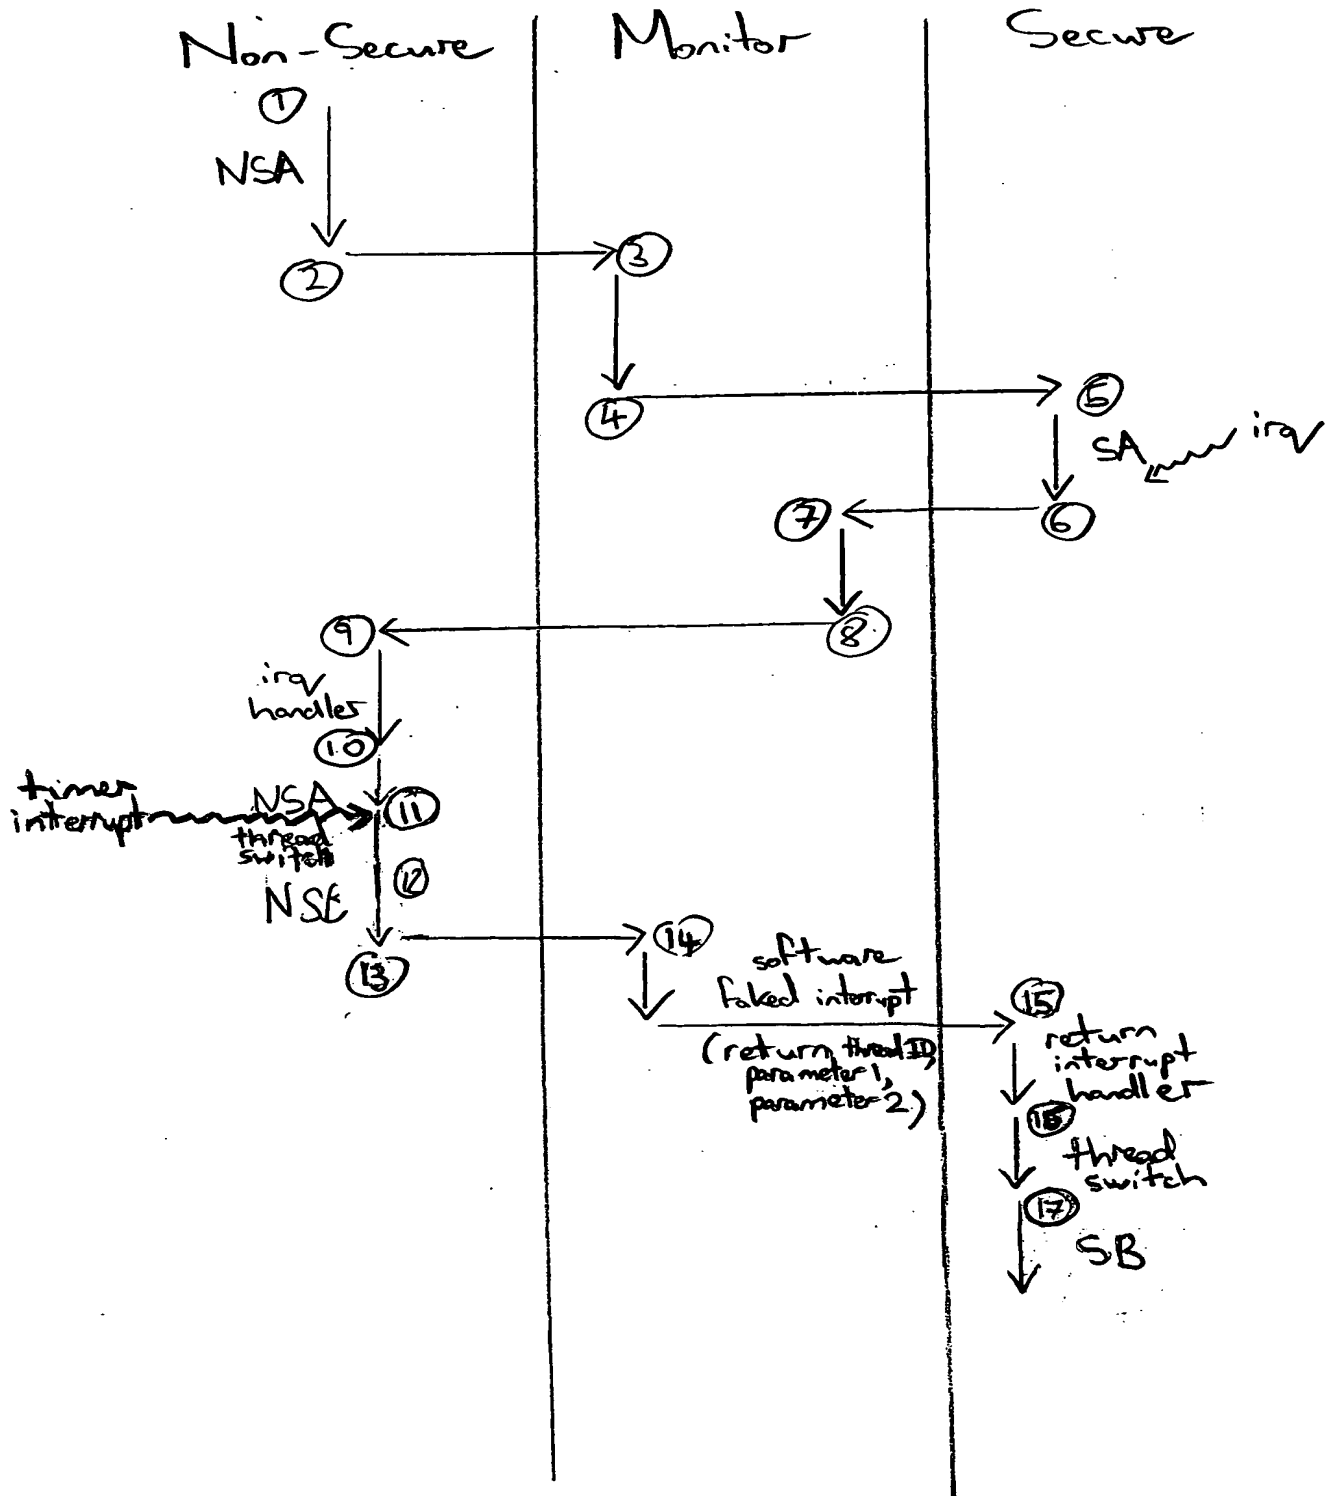 Non-Secure
Monitor
Secure
1
NSA
2
3
4
5
SA
irq
6
7
8
9
irq
handler
10
timer
interrupt
NSA
thread
switch
11
12
NSE
13
14
software
faked interrupt
(return thread ID,
parameter 1,
parameter 2)
15
return
interrupt
handler
16
thread
switch
17
SB